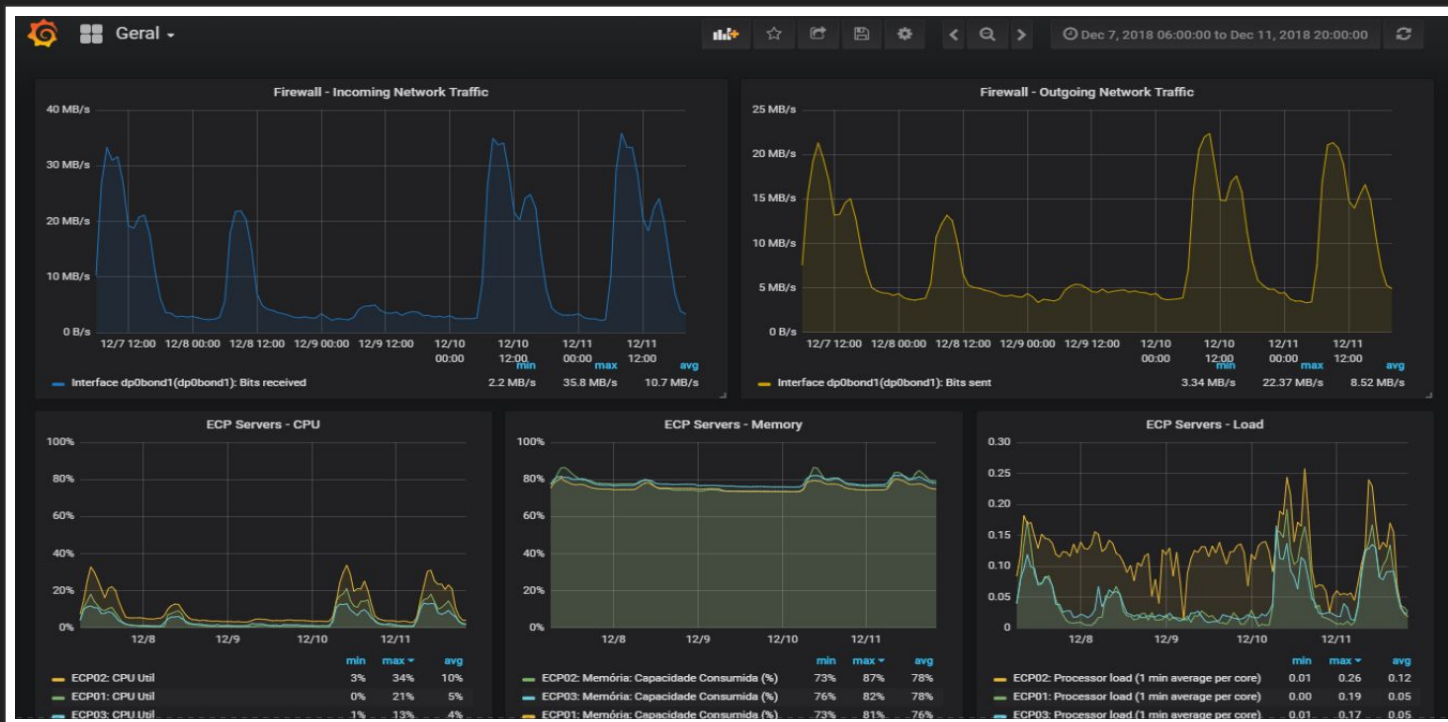 Geral
Dec 7, 2018 06:00:00 to Dec 11, 2018 20:00:00
Firewall - Incoming Network Traffic
40 MB/s
30 MB/s
20 MB/s
10 MB/s
0 B/s
12/7 12:00 12/8 00:00 12/8 12:00 12/9 00:00 12/9 12:00 12/10 00:00 12/10 12:00 12/11 00:00 12/11 12:00
min max avg
Interface dp0bond1(dp0bond1): Bits received 2.2 MB/s 35.8 MB/s 10.7 MB/s
Firewall - Outgoing Network Traffic
25 MB/s
20 MB/s
15 MB/s
10 MB/s
5 MB/s
0 B/s
12/7 12:00 12/8 00:00 12/8 12:00 12/9 00:00 12/9 12:00 12/10 00:00 12/10 12:00 12/11 00:00 12/11 12:00
min max avg
Interface dp0bond1(dp0bond1): Bits sent 3.34 MB/s 22.37 MB/s 8.52 MB/s
ECP Servers - CPU
100%
80%
60%
40%
20%
0%
12/8 12/9 12/10 12/11
min max avg
ECP02: CPU Util 3% 34% 10%
ECP01: CPU Util 0% 21% 5%
ECP03: CPU Util 1% 13% 4%
ECP Servers - Memory
100%
80%
60%
40%
20%
0%
12/8 12/9 12/10 12/11
min max avg
ECP02: Memória: Capacidade Consumida (%) 73% 87% 78%
ECP03: Memória: Capacidade Consumida (%) 76% 82% 78%
ECP01: Memória: Capacidade Consumida (%) 73% 81% 76%
ECP Servers - Load
0.30
0.25
0.20
0.15
0.10
0.05
0
12/8 12/9 12/10 12/11
min max avg
ECP02: Processor load (1 min average per core) 0.01 0.26 0.12
ECP01: Processor load (1 min average per core) 0.00 0.19 0.05
ECP03: Processor load (1 min average per core) 0.01 0.17 0.05